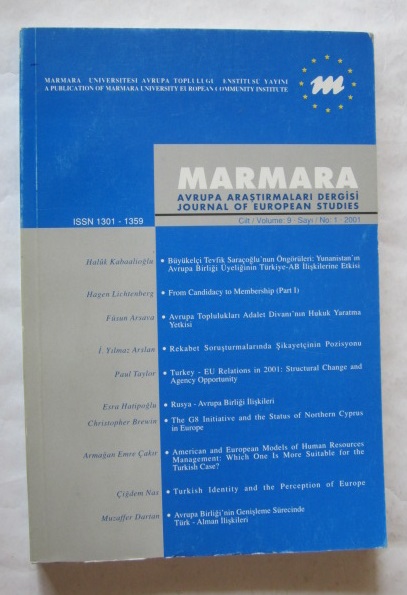 MARMARA ÜNİVERSİTESİ AVRUPA TOPLULUĞU ENSTİTÜSÜ YAYINI
A PUBLICATION OF MARMARA UNIVERSITY EUROPEAN COMMUNITY INSTITUTE
m
MARMARA
AVRUPA ARAŞTIRMALARI DERGİSİ
JOURNAL OF EUROPEAN STUDIES
ISSN 1301 - 1359
Cilt / Volume: 9 · Sayı / No: 1 · 2001
Halûk Kabaalioğlu • Büyükelçi Tevfik Saraçoğlu'nun Öngörüleri: Yunanistan'ın
Avrupa Birliği Üyeliğinin Türkiye-AB İlişkilerine Etkisi
Hagen Lichtenberg • From Candidacy to Membership (Part I)
Füsun Arsava • Avrupa Toplulukları Adalet Divanı'nın Hukuk Yaratma
Yetkisi
İ. Yılmaz Arslan • Rekabet Soruşturmalarında Şikayetçinin Pozisyonu
Paul Taylor • Turkey - EU Relations in 2001: Structural Change and
Agency Opportunity
Esra Hatipoğlu • Rusya - Avrupa Birliği İlişkileri
Christopher Brewin • The G8 Initiative and the Status of Northern Cyprus
in Europe
Armağan Emre Çakır • American and European Models of Human Resources
Management: Which One Is More Suitable for the
Turkish Case?
Çiğdem Nas • Turkish Identity and the Perception of Europe
Muzaffer Dartan • Avrupa Birliği'nin Genişleme Sürecinde
Türk - Alman İlişkileri